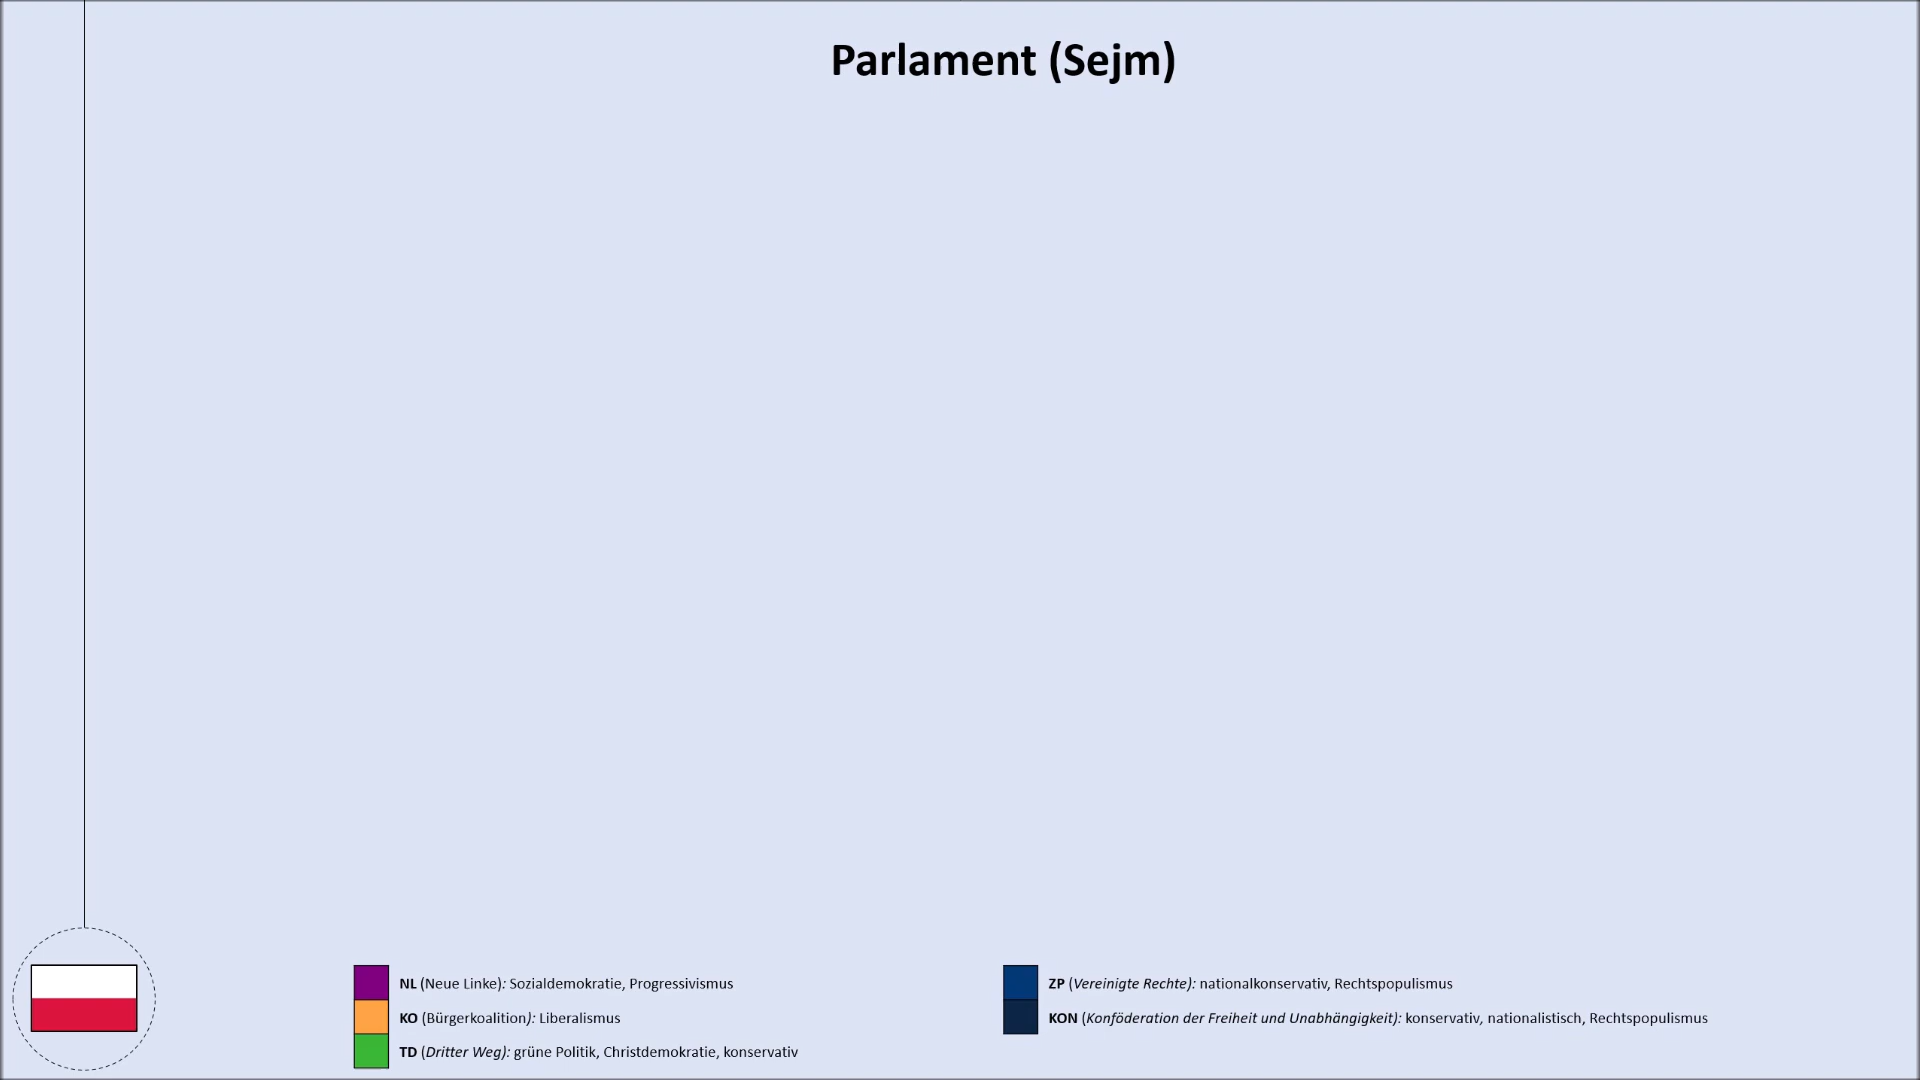 Parlament (Sejm)
NL (Neue Linke): Sozialdemokratie, Progressivismus
KO (Bürgerkoalition): Liberalismus
TD (Dritter Weg): grüne Politik, Christdemokratie, konservativ
ZP (Vereinigte Rechte): nationalkonservativ, Rechtspopulismus
KON (Konföderation der Freiheit und Unabhängigkeit): konservativ, nationalistisch, Rechtspopulismus